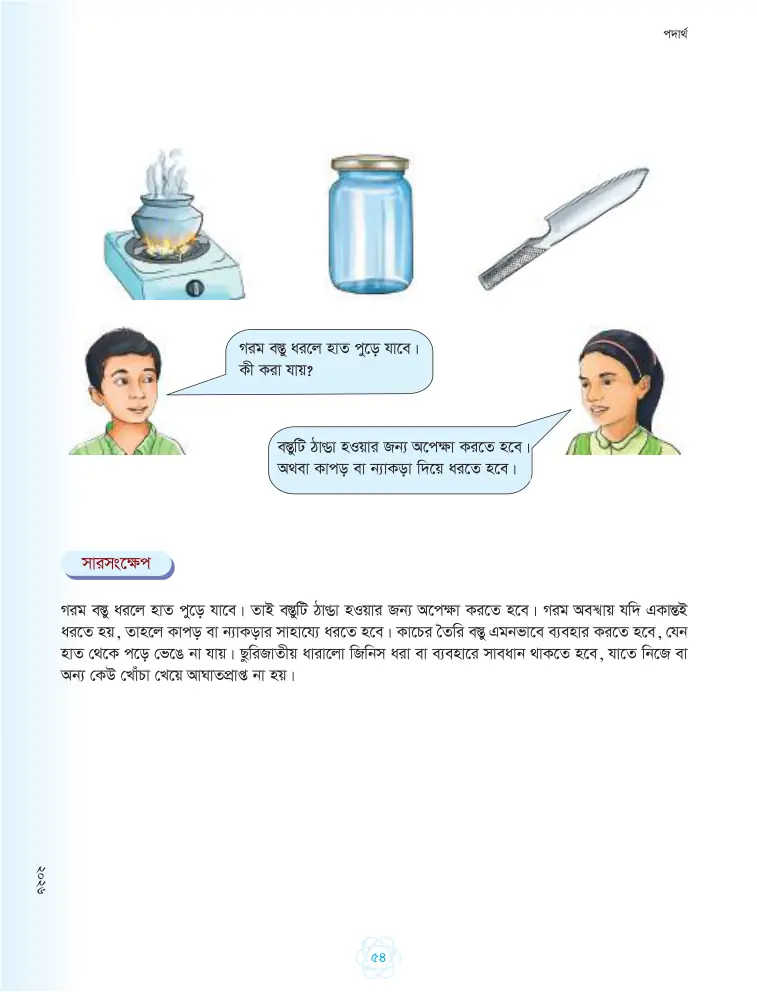 পদার্থ
গরম বস্তু ধরলে হাত পুড়ে যাবে।
কী করা যায়?
বস্তুটি ঠাণ্ডা হওয়ার জন্য অপেক্ষা করতে হবে।
অথবা কাপড় বা ন্যাকড়া দিয়ে ধরতে হবে।
সারসংক্ষেপ
গরম বস্তু ধরলে হাত পুড়ে যাবে। তাই বস্তুটি ঠাণ্ডা হওয়ার জন্য অপেক্ষা করতে হবে। গরম অবস্থায় যদি একান্তই
ধরতে হয়, তাহলে কাপড় বা ন্যাকড়ার সাহায্যে ধরতে হবে। কাচের তৈরি বস্তু এমনভাবে ব্যবহার করতে হবে, যেন
হাত থেকে পড়ে ভেঙে না যায়। ছুরিজাতীয় ধারালো জিনিস ধরা বা ব্যবহারে সাবধান থাকতে হবে, যাতে নিজে বা
অন্য কেউ খোঁচা খেয়ে আঘাতপ্রাপ্ত না হয়।
২০২৫
৫৪